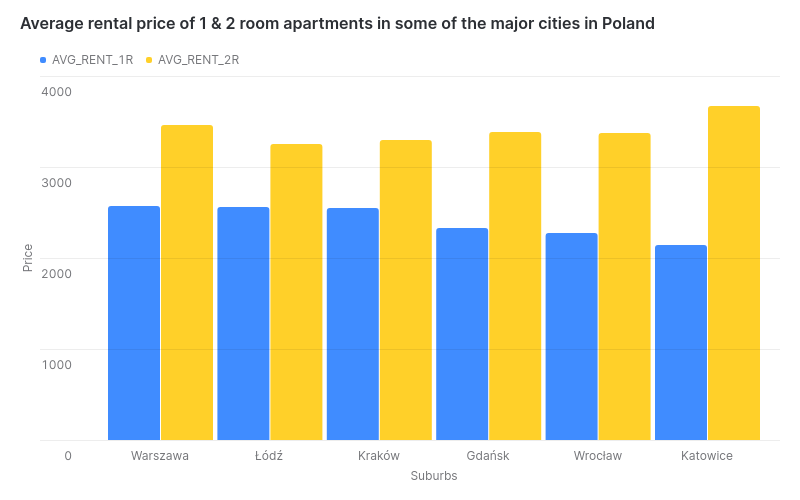 Average rental price of 1 & 2 room apartments in some of the major cities in Poland
AVG_RENT_1R AVG_RENT_2R
4000
3000
2000
1000
0
Price
Warszawa Łódź Kraków Gdańsk Wrocław Katowice
Suburbs